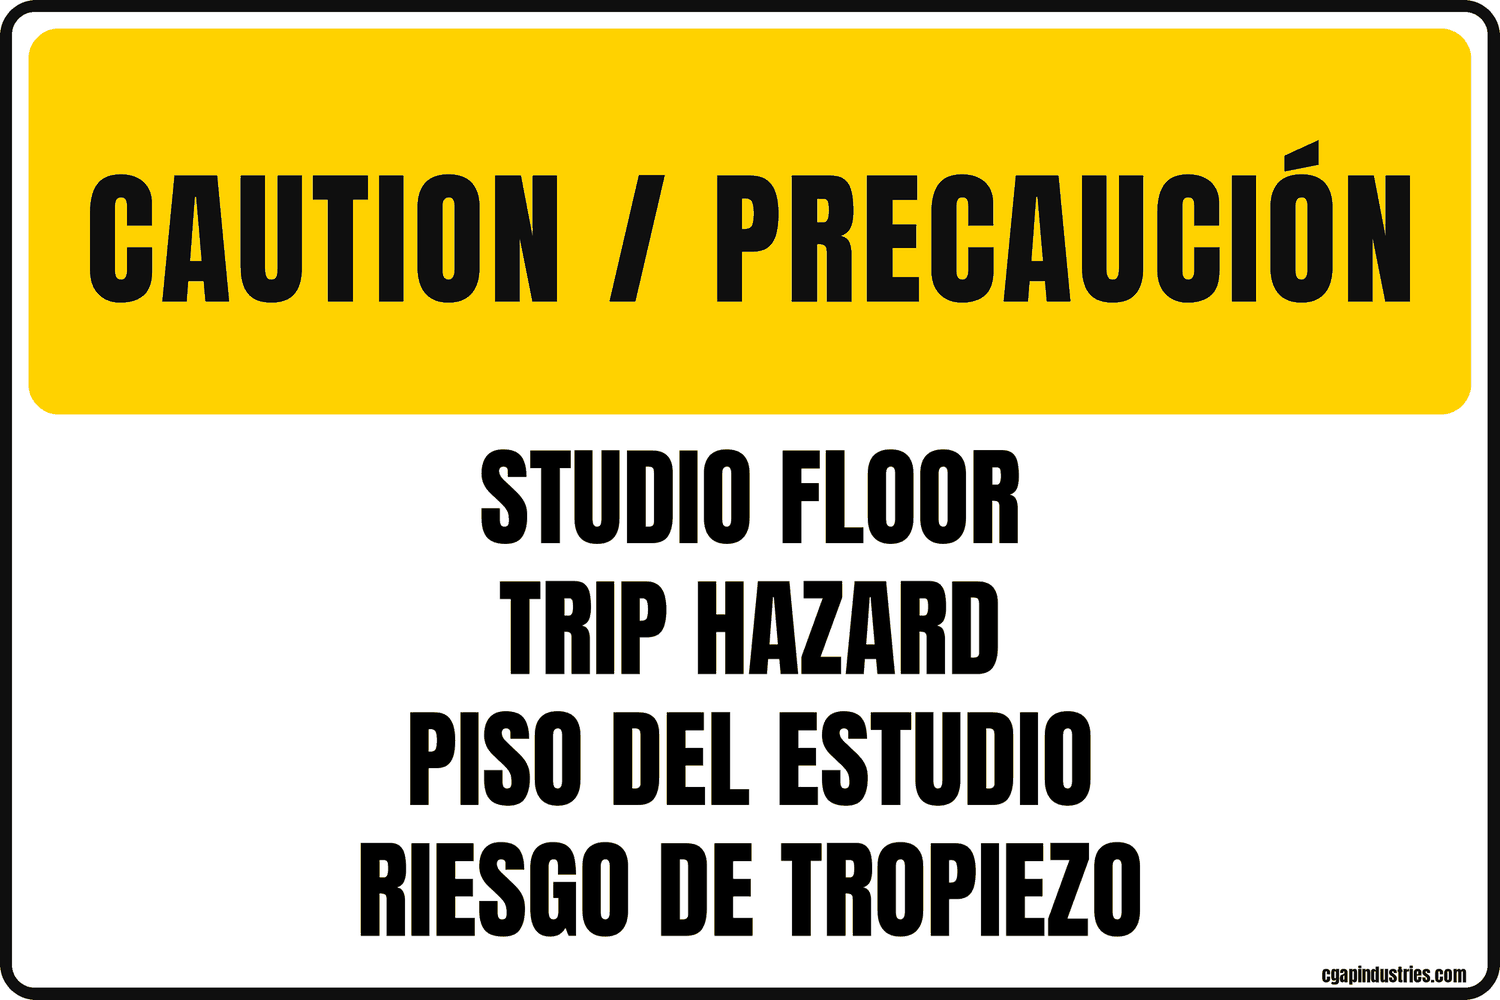 CAUTION / PRECAUCIÓN
STUDIO FLOOR
TRIP HAZARD
PISO DEL ESTUDIO
RIESGO DE TROPIEZO
cgapindustries.com